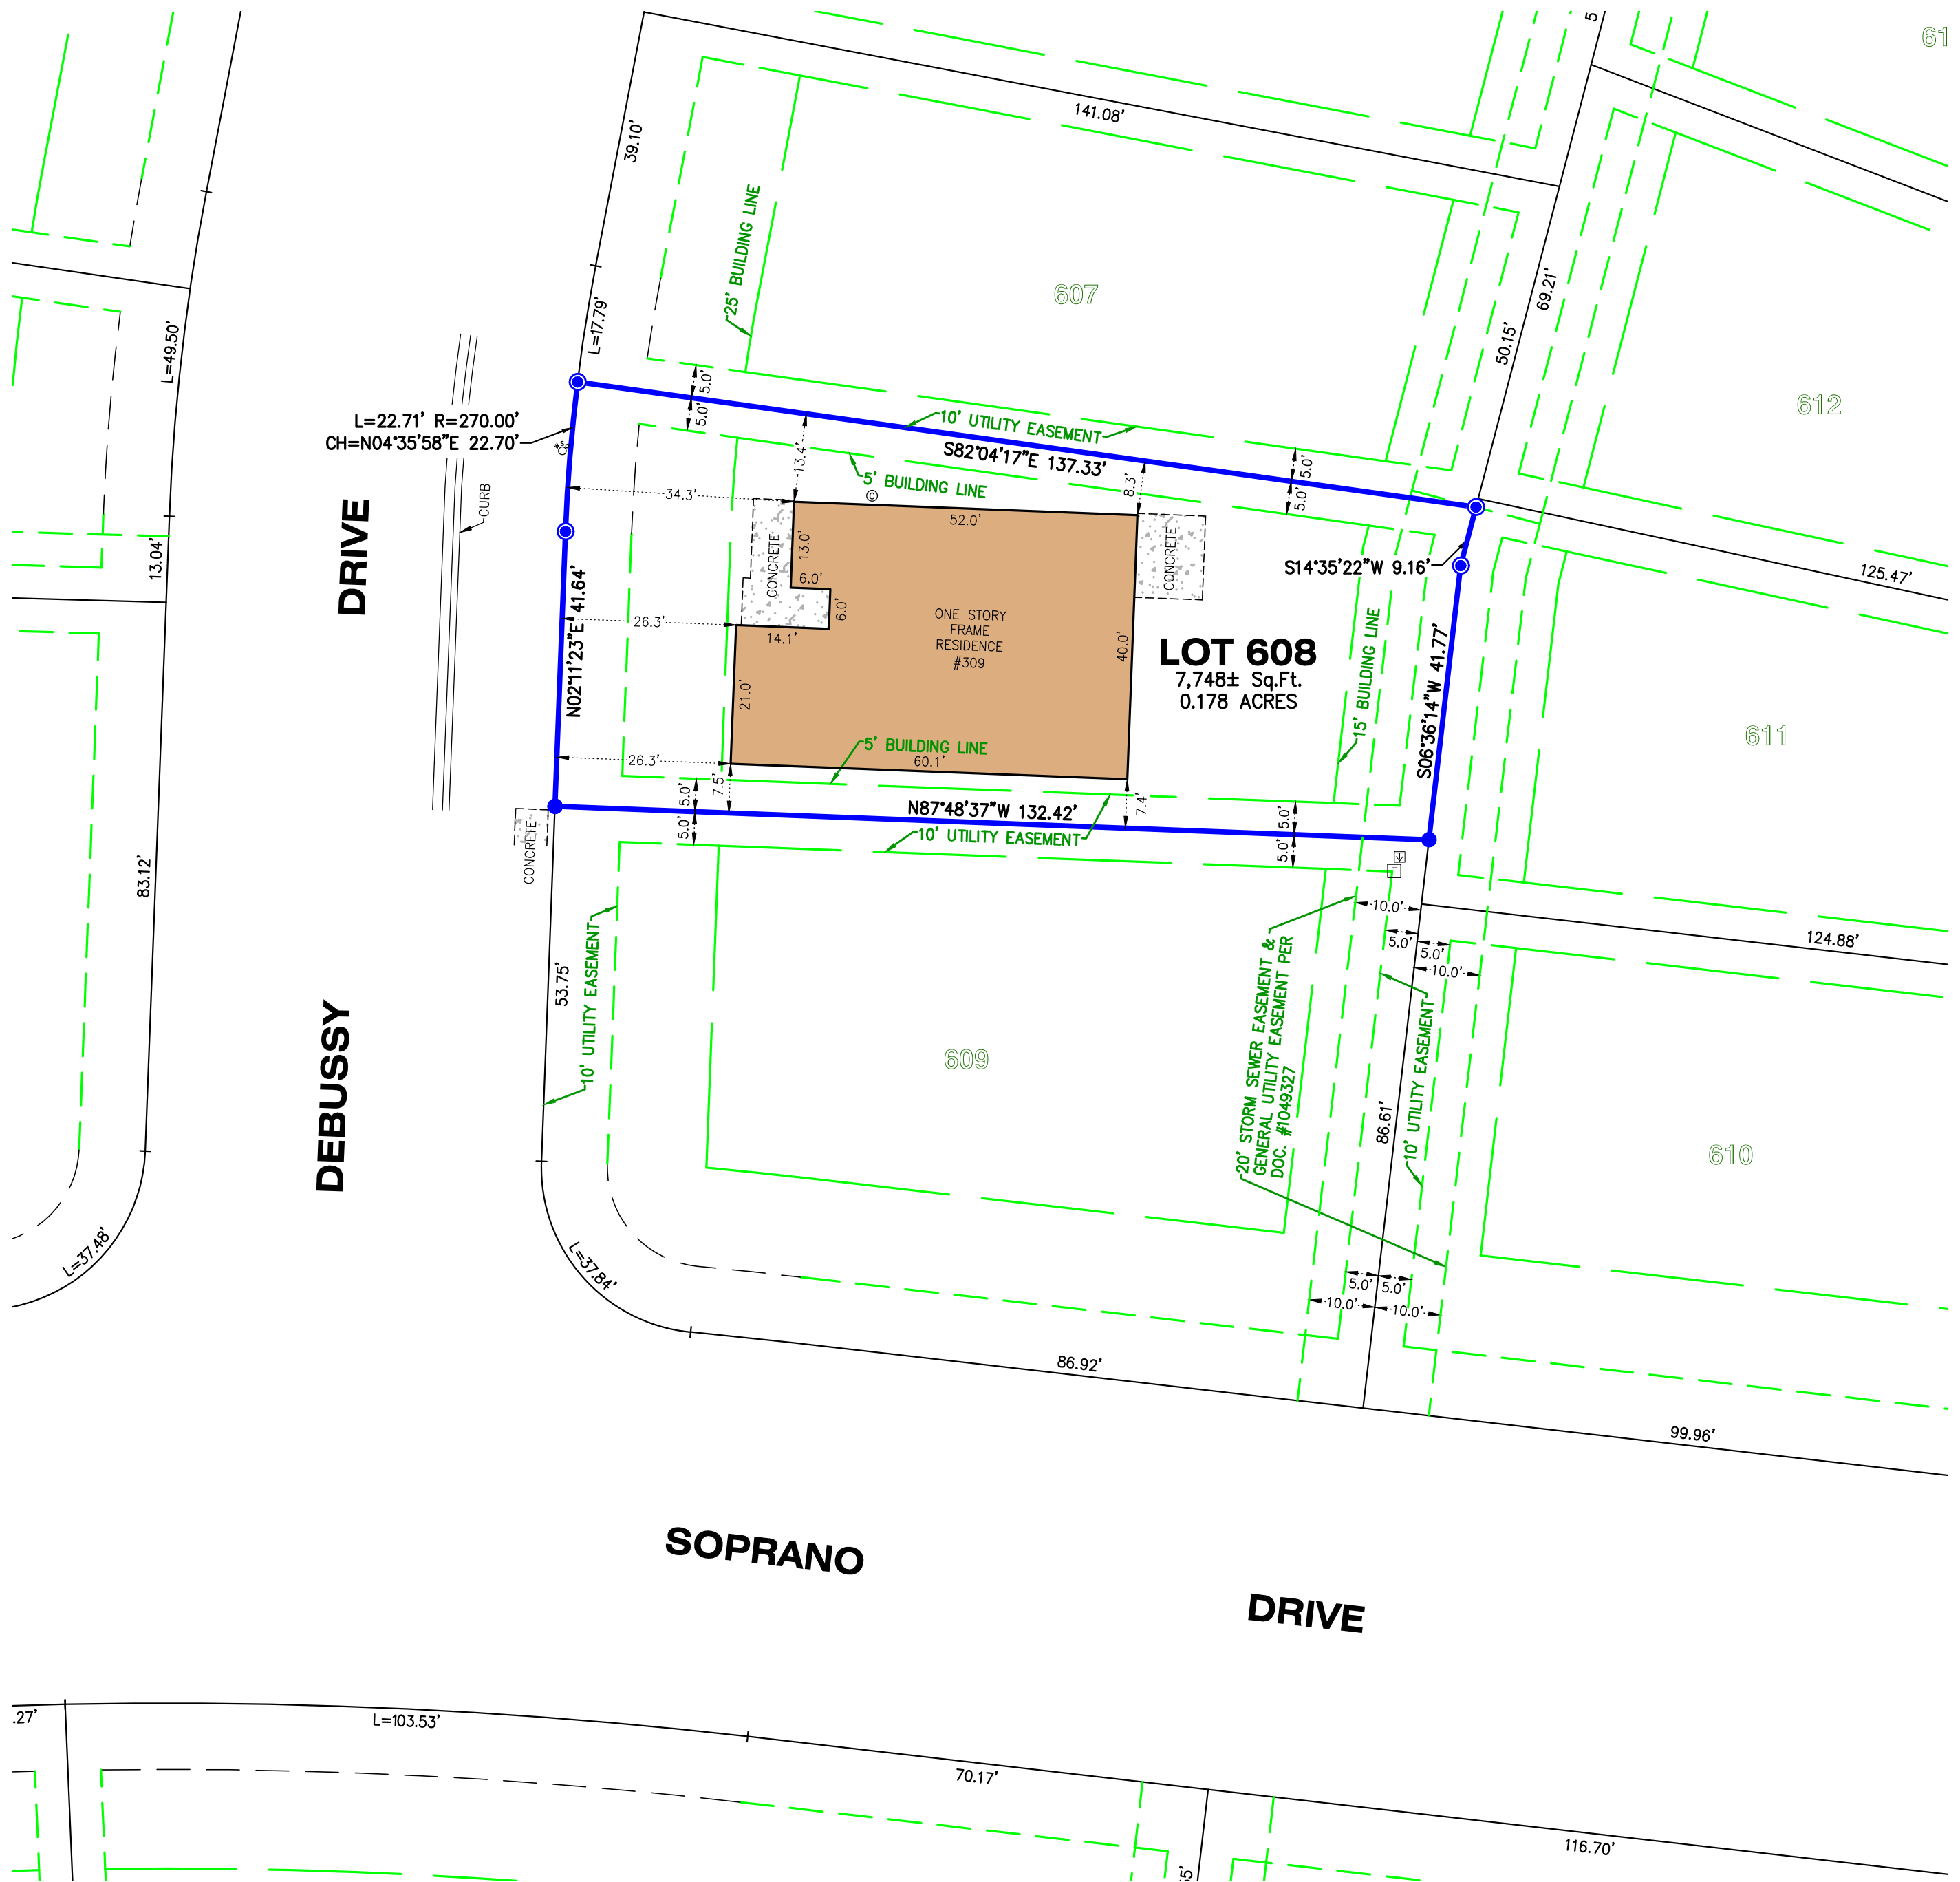 61
5
141.08'
39.10'
25' BUILDING LINE
607
69.21'
L=17.79'
50.15'
L=49.50'
5.0'
5.0'
612
L=22.71' R=270.00'
CH=N04°35'58"E 22.70'
10' UTILITY EASEMENT
S82°04'17"E 137.33'
13.4'
5' BUILDING LINE
8.3'
5.0'
5.0'
34.3'
©
52.0'
CURB
DRIVE
13.04'
CONCRETE
13.0'
6.0'
6.0'
CONCRETE
S14°35'22"W 9.16'
125.47'
N02°11'23"E 41.64'
26.3'
14.1'
ONE STORY
FRAME
RESIDENCE
#309
40.0'
LOT 608
7,748± Sq.Ft.
0.178 ACRES
15' BUILDING LINE
S06°36'14"W 41.77'
21.0'
5' BUILDING LINE
60.1'
26.3'
7.5'
611
5.0'
5.0'
N87°48'37"W 132.42'
7.4'
10' UTILITY EASEMENT
5.0'
5.0'
CONCRETE
T
83.12'
10.0'
5.0'
5.0'
10.0'
124.88'
53.75'
10' UTILITY EASEMENT
609
20' STORM SEWER EASEMENT &
GENERAL UTILITY EASEMENT PER
DOC. #1049327
86.61'
10' UTILITY EASEMENT
610
DEBUSSY
L=37.48'
L=37.84'
5.0'
5.0'
10.0'
10.0'
86.92'
99.96'
SOPRANO
DRIVE
.27'
L=103.53'
70.17'
116.70'
5'